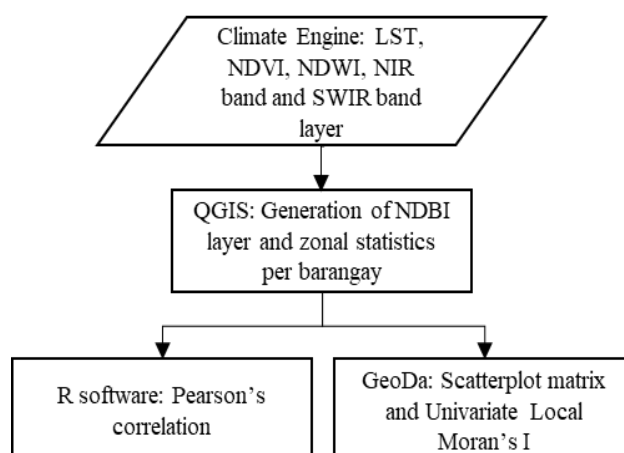 Climate Engine: LST,
NDVI, NDWI, NIR
band and SWIR band
layer
QGIS: Generation of NDBI
layer and zonal statistics
per barangay
R software: Pearson's
correlation
GeoDa: Scatterplot matrix
and Univariate Local
Moran's I